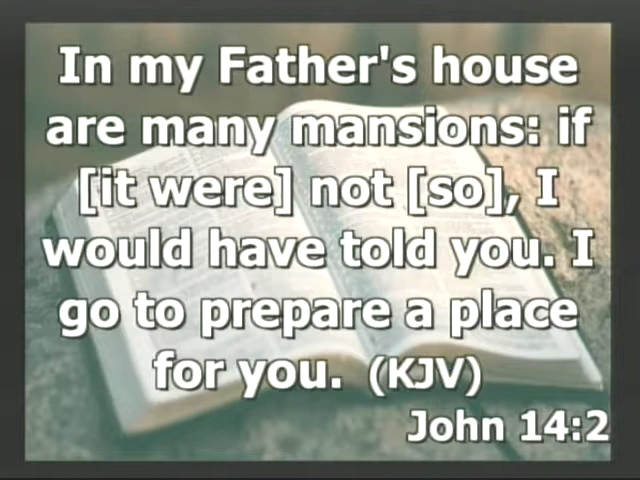 In my Father's house
are many mansions: if
[it were] not [so], I
would have told you. I
go to prepare a place
for you. (KJV)
John 14:2